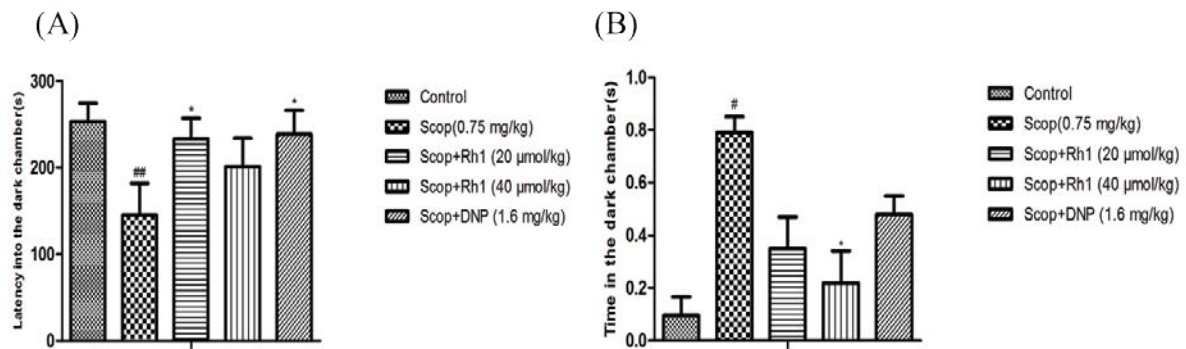 (A)
Latency into the dark chamber(s)
300
200
100
0
##
*
*
Control
Scop(0.75 mg/kg)
Scop+Rh1 (20 μmol/kg)
Scop+Rh1 (40 μmol/kg)
Scop+DNP (1.6 mg/kg)
(B)
Time in the dark chamber(s)
1.0
0.8
0.6
0.4
0.2
0.0
#
*
Control
Scop(0.75 mg/kg)
Scop+Rh1 (20 μmol/kg)
Scop+Rh1 (40 μmol/kg)
Scop+DNP (1.6 mg/kg)